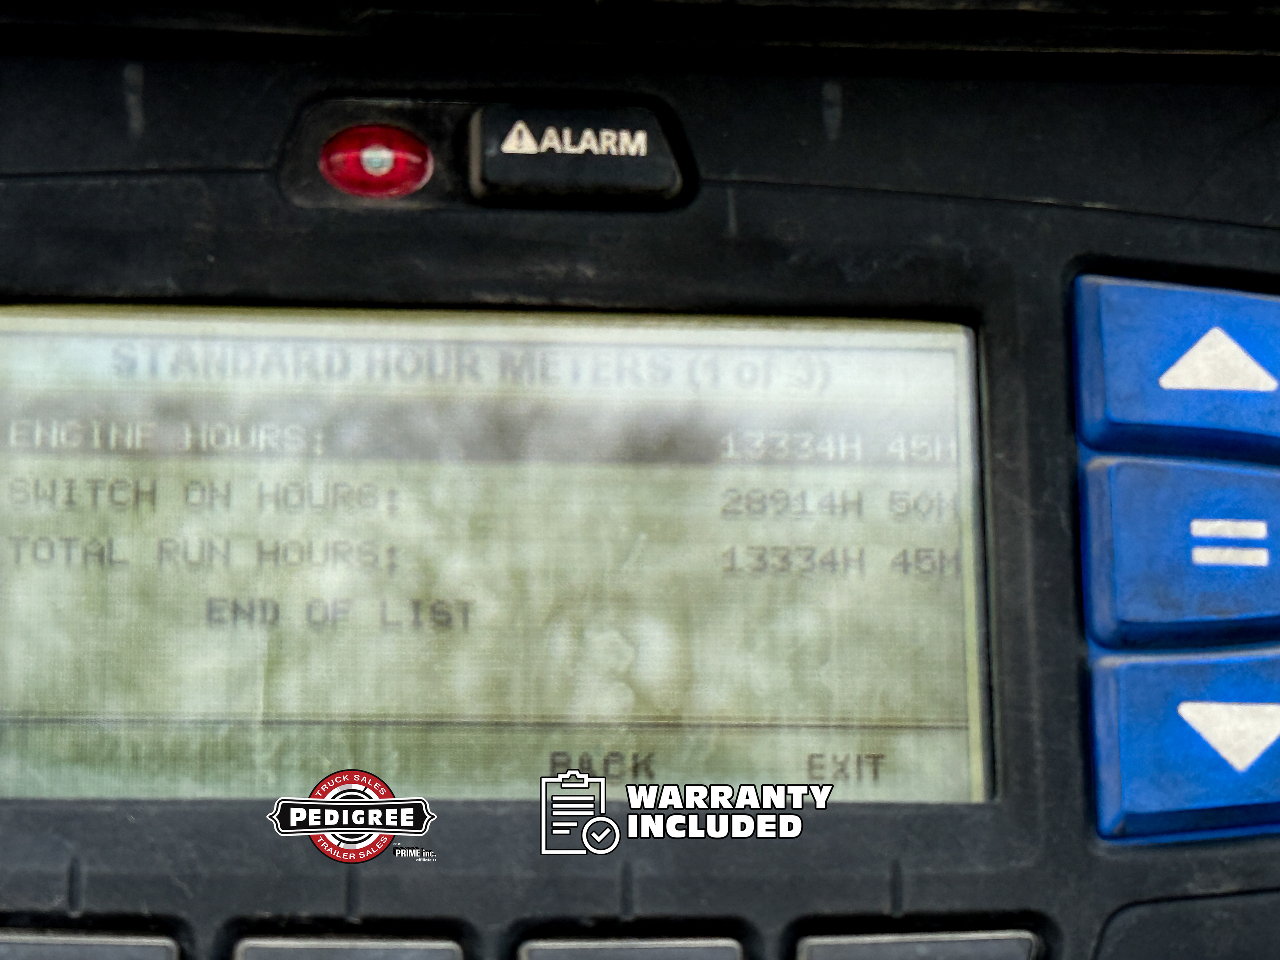 ALARM
STANDARD HOUR METERS (1 of 3)
ENGINE HOURS: 13334H 45M
SWITCH ON HOURS: 28914H 50M
TOTAL RUN HOURS: 13334H 45M
END OF LIST
BACK EXIT
TRUCK SALES
PEDIGREE
TRAILER SALES
PRIME inc.
WARRANTY
INCLUDED